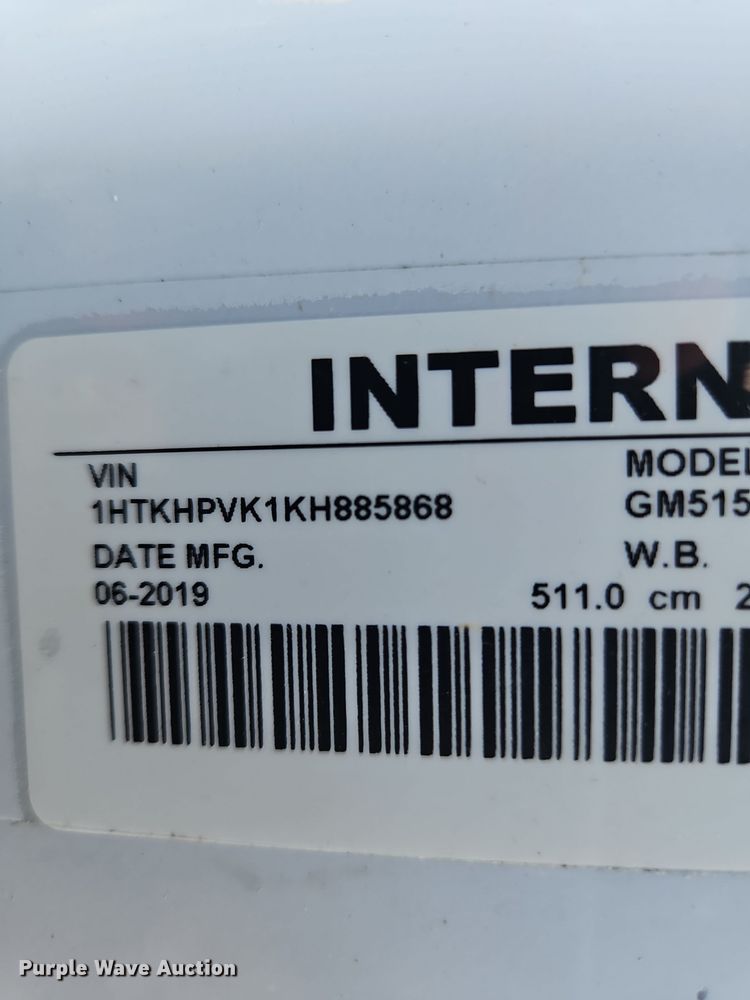 INTERN
VIN MODEL
1HTKHPVK1KH885868 GM515
DATE MFG. W.B.
06-2019 511.0 cm 2
Purple Wave Auction